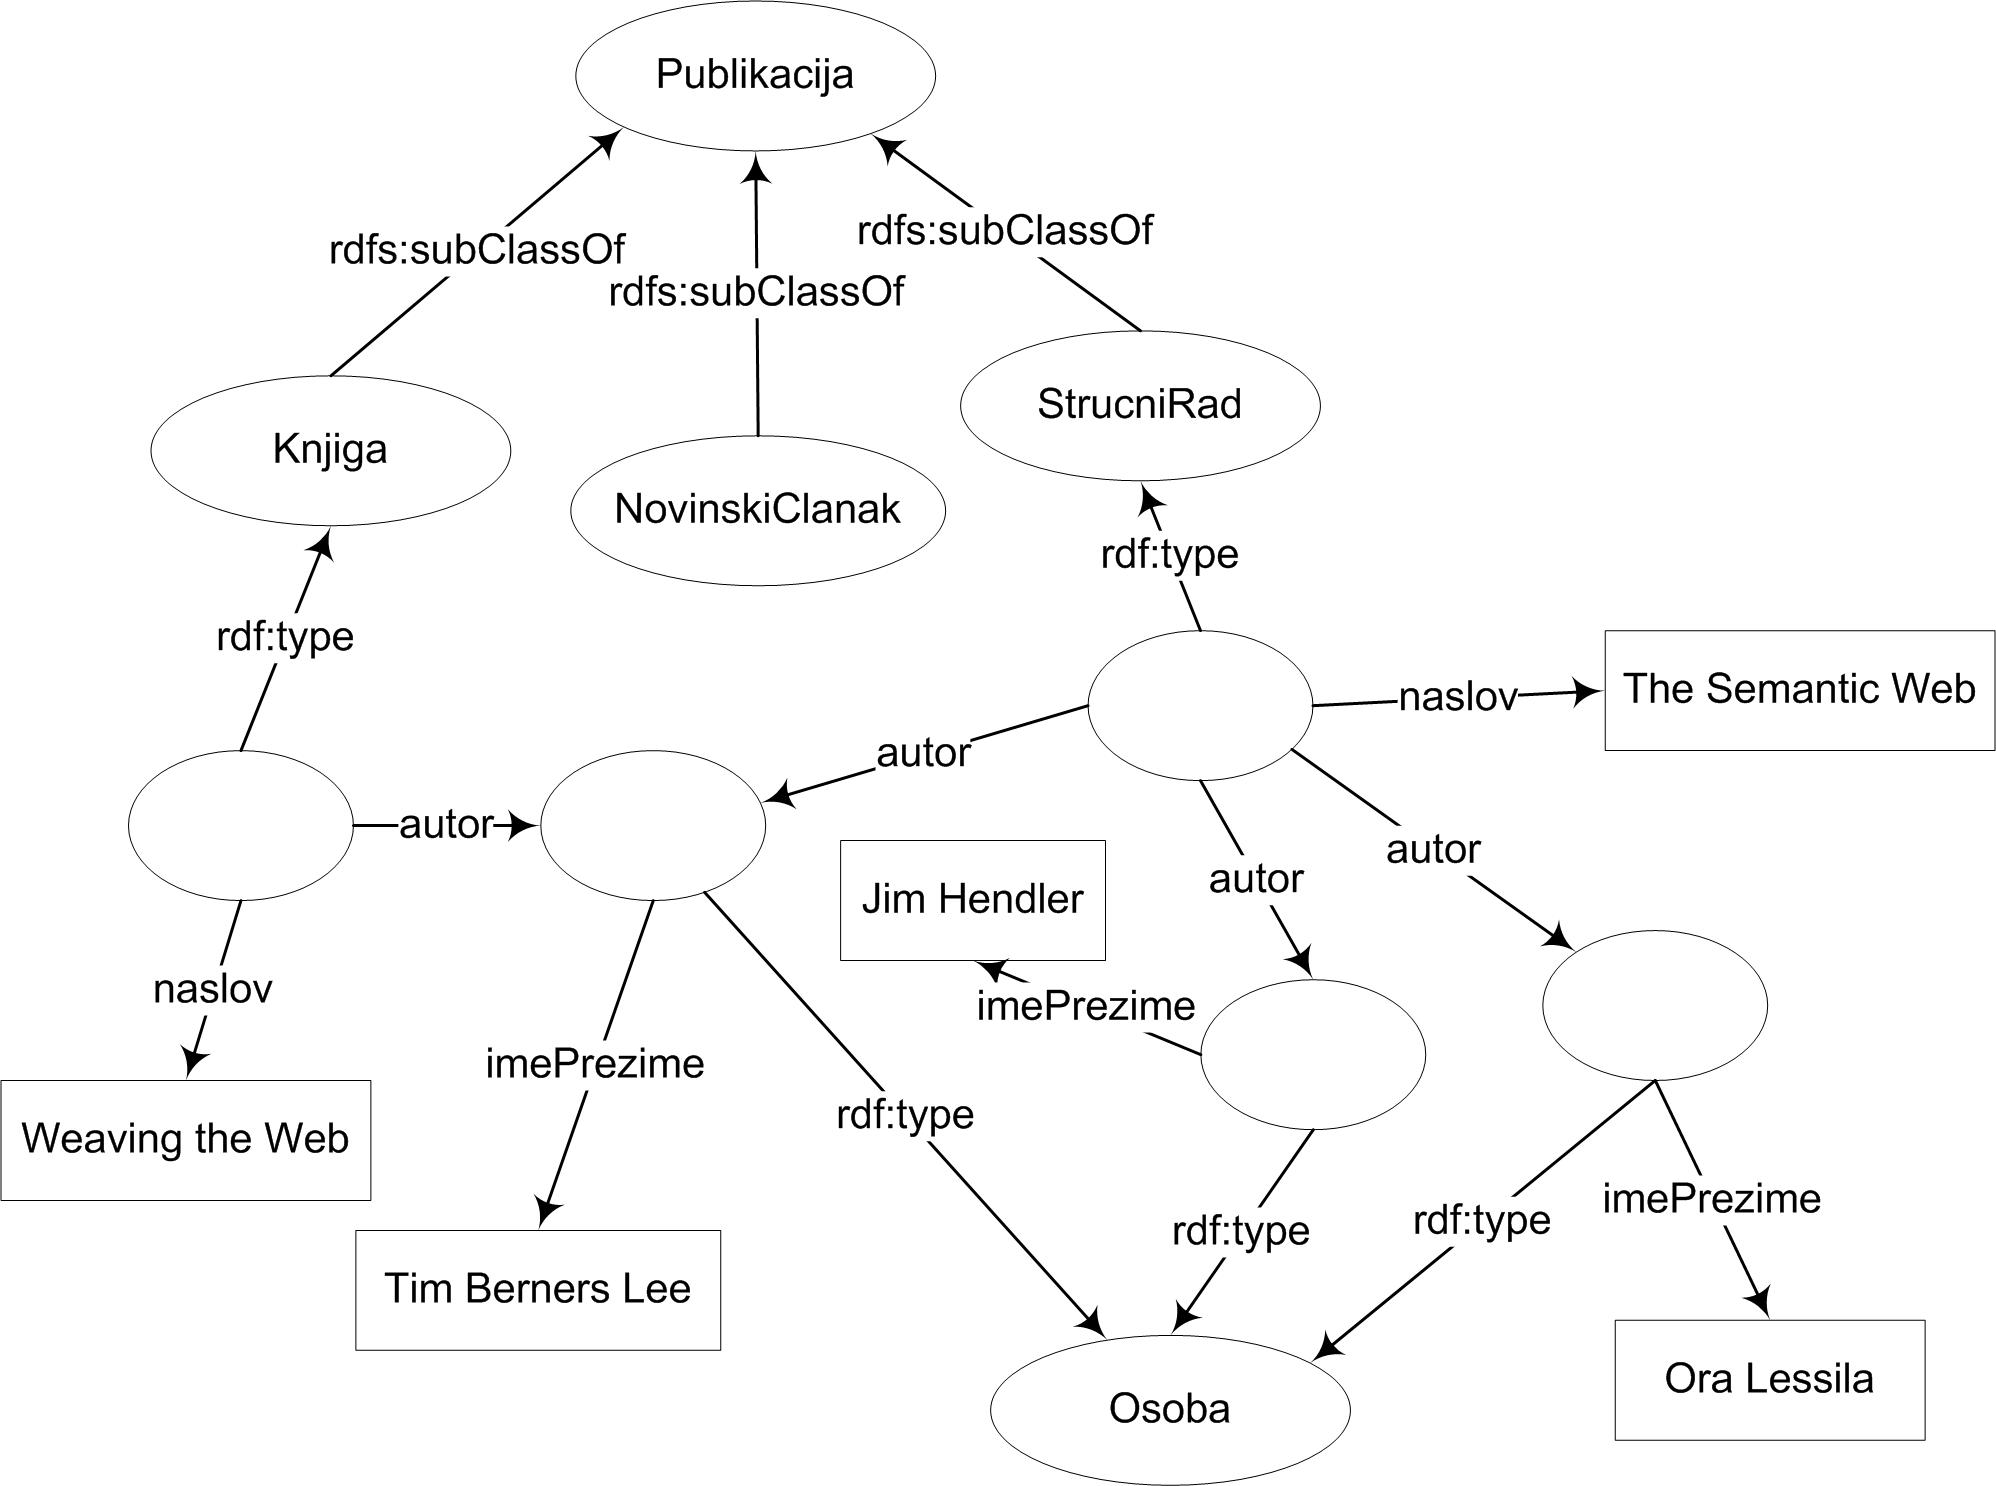 Publikacija
rdfs:subClassOf
rdfs:subClassOf
rdfs:subClassOf
Knjiga
NovinskiClanak
StrucniRad
rdf:type
rdf:type
naslov
The Semantic Web
autor
autor
autor
autor
Jim Hendler
naslov
imePrezime
imePrezime
Weaving the Web
rdf:type
rdf:type
rdf:type
imePrezime
Tim Berners Lee
Osoba
Ora Lessila